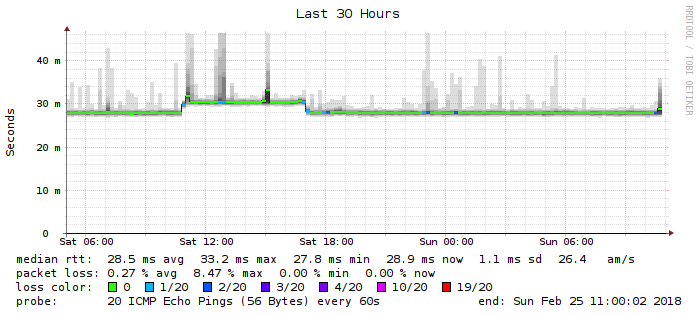 Last 30 Hours
RRDTOOL / TOBI OETIKER
Seconds
40 m
30 m
20 m
10 m
0
Sat 06:00 Sat 12:00 Sat 18:00 Sun 00:00 Sun 06:00
median rtt: 28.5 ms avg 33.2 ms max 27.8 ms min 28.9 ms now 1.1 ms sd 26.4 am/s
packet loss: 0.27 % avg 8.47 % max 0.00 % min 0.00 % now
loss color: 0 1/20 2/20 3/20 4/20 10/20 19/20
probe: 20 ICMP Echo Pings (56 Bytes) every 60s end: Sun Feb 25 11:00:02 2018